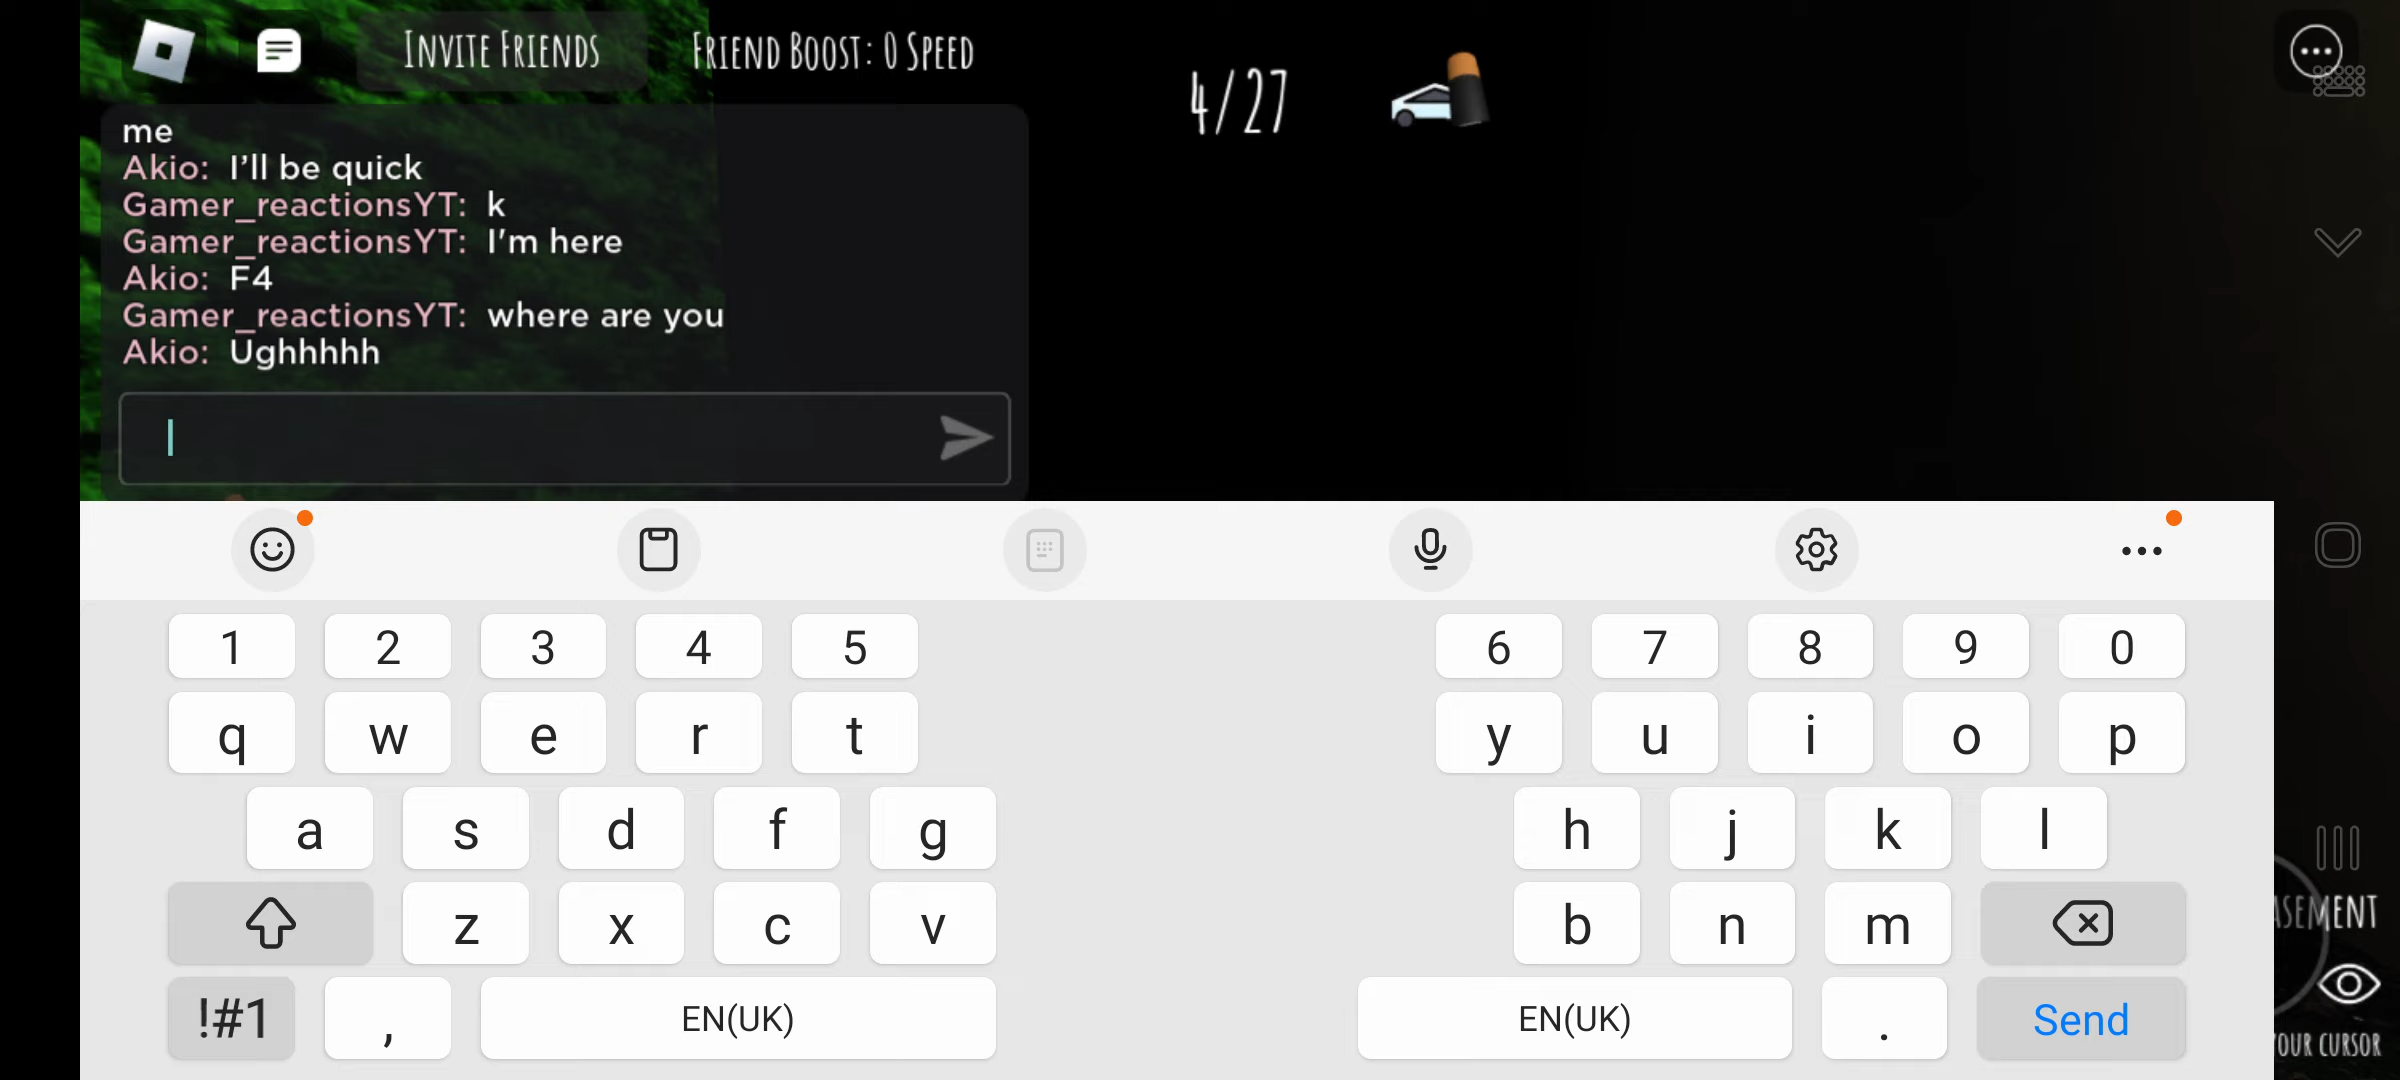 INVITE FRIENDS
FRIEND BOOST: 0 SPEED
4/27
me
Akio: I'll be quick
Gamer_reactionsYT: k
Gamer_reactionsYT: I'm here
Akio: F4
Gamer_reactionsYT: where are you
Akio: Ughhhhh
1 2 3 4 5 6 7 8 9 0
q w e r t y u i o p
a s d f g h j k l
z x c v b n m
!#1 , EN(UK) EN(UK) . Send
ASEMENT
YOUR CURSOR